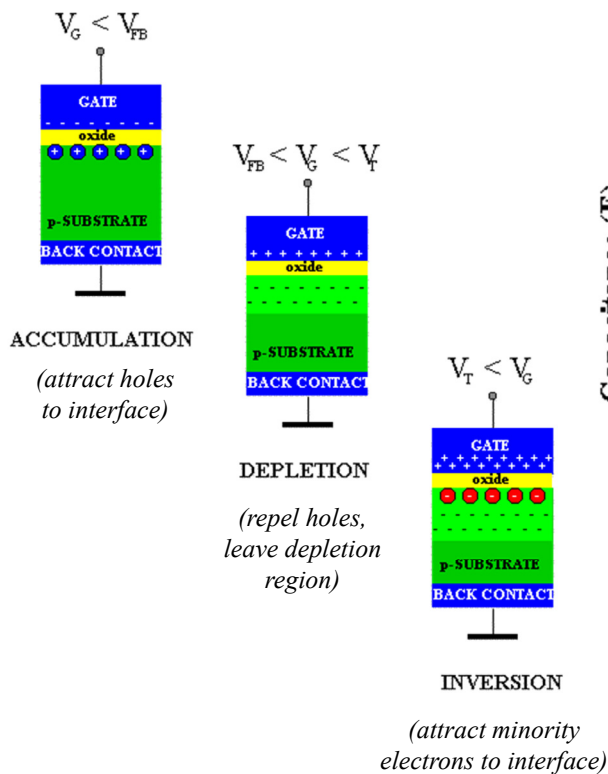 V_G < V_FB
GATE
- - - - - - -
oxide
+ + + + +
p-SUBSTRATE
BACK CONTACT
ACCUMULATION
(attract holes
to interface)
V_FB < V_G < V_T
GATE
+ + + + + + + +
oxide
- - - - - - -
- - - - - - -
p-SUBSTRATE
BACK CONTACT
DEPLETION
(repel holes,
leave depletion
region)
V_T < V_G
GATE
+ + + + + + +
+ + + + + + + +
oxide
- - - - -
- - - - - - -
- - - - - - -
p-SUBSTRATE
BACK CONTACT
INVERSION
(attract minority
electrons to interface)